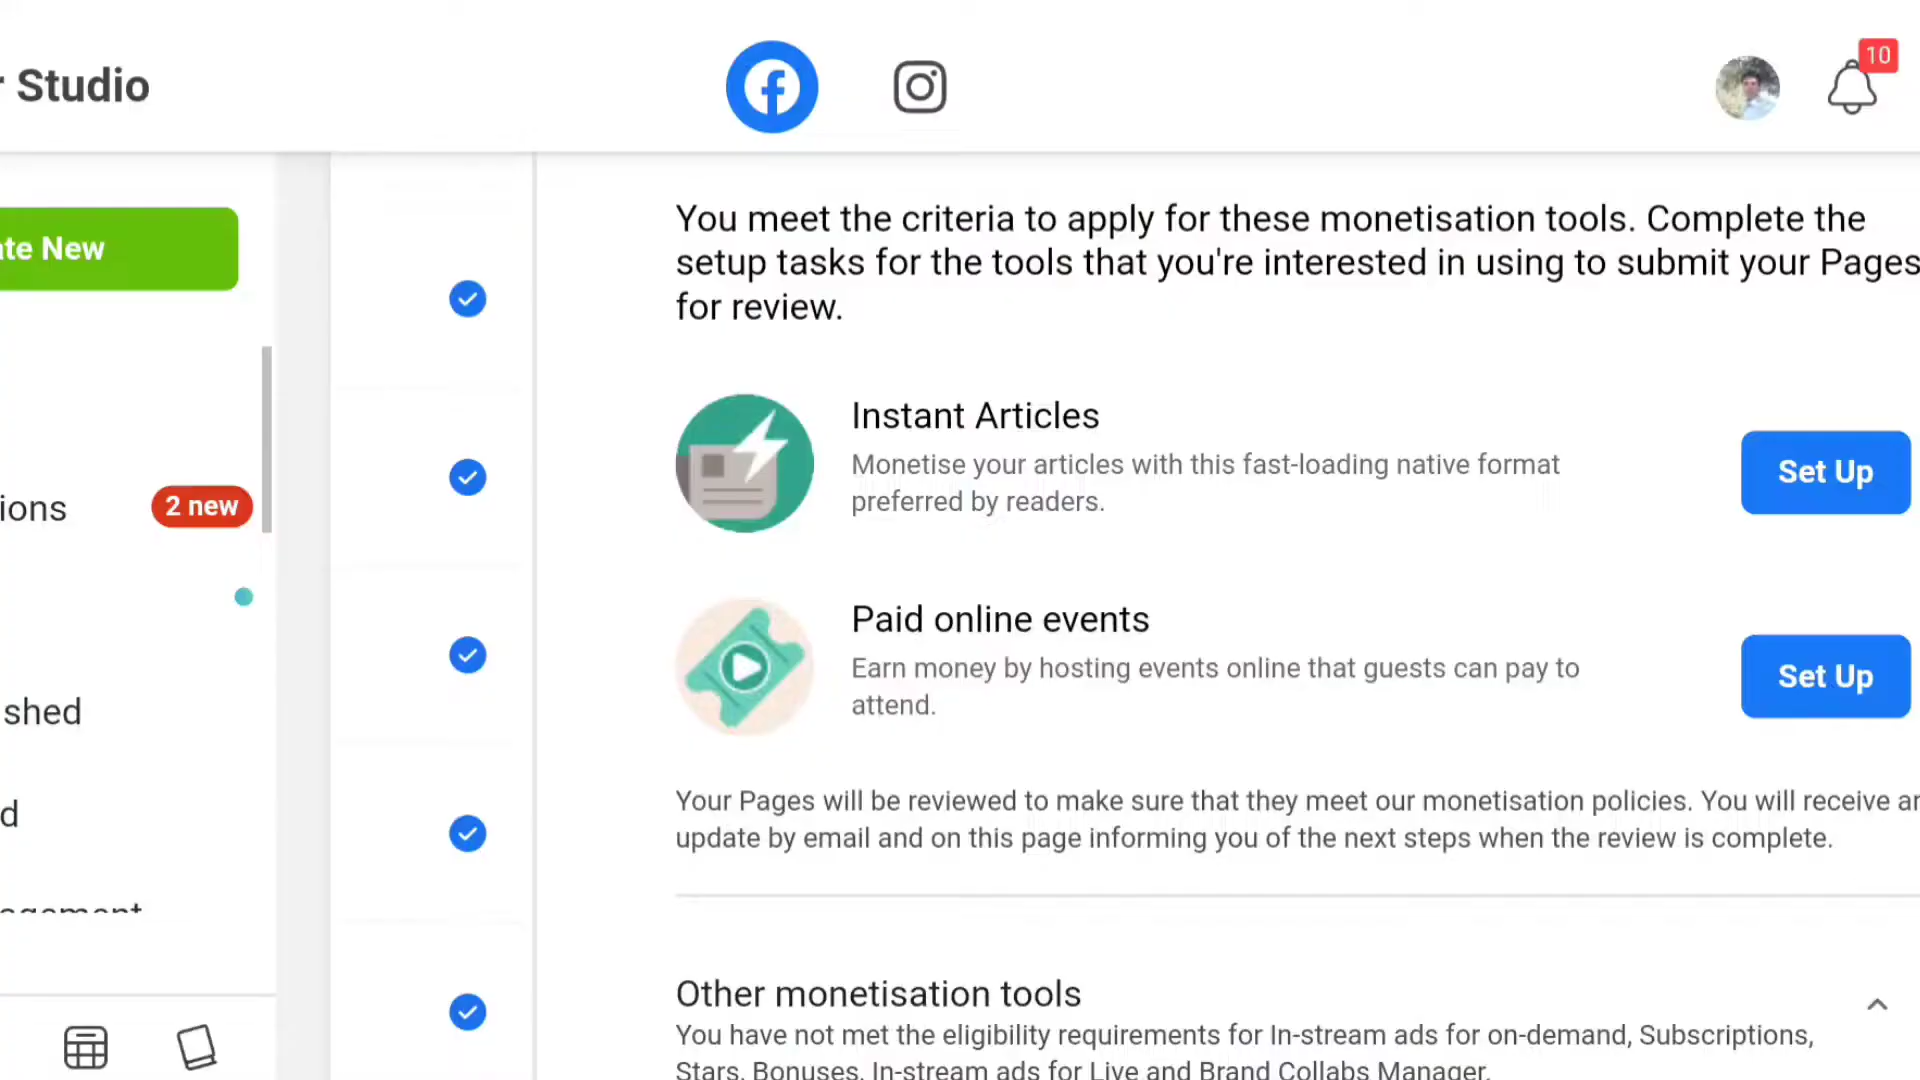 Studio
10
ate New
You meet the criteria to apply for these monetisation tools. Complete the
setup tasks for the tools that you're interested in using to submit your Pages
for review.
Instant Articles
Monetise your articles with this fast-loading native format
preferred by readers.
Set Up
ions
2 new
Paid online events
Earn money by hosting events online that guests can pay to
attend.
Set Up
shed
d
Your Pages will be reviewed to make sure that they meet our monetisation policies. You will receive an
update by email and on this page informing you of the next steps when the review is complete.
Other monetisation tools
You have not met the eligibility requirements for In-stream ads for on-demand, Subscriptions,
Stars, Bonuses, In-stream ads for Live and Brand Collabs Manager.